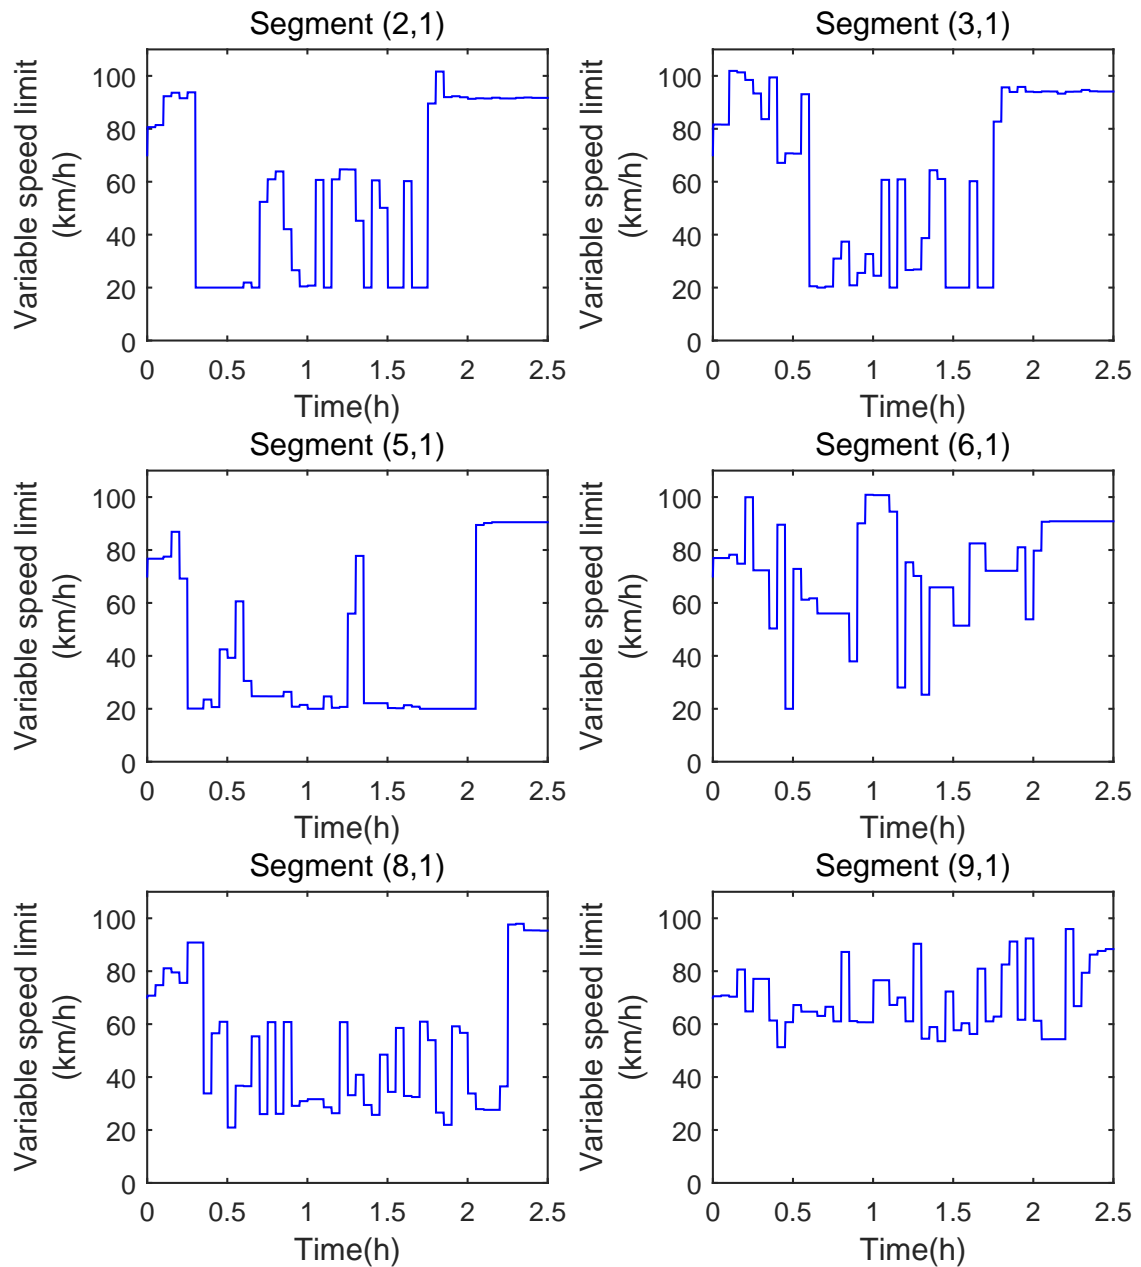 Segment (2,1)
Variable speed limit
(km/h)
100
80
60
40
20
0
0 0.5 1 1.5 2 2.5
Time(h)
Segment (3,1)
Variable speed limit
(km/h)
100
80
60
40
20
0
0 0.5 1 1.5 2 2.5
Time(h)
Segment (5,1)
Variable speed limit
(km/h)
100
80
60
40
20
0
0 0.5 1 1.5 2 2.5
Time(h)
Segment (6,1)
Variable speed limit
(km/h)
100
80
60
40
20
0
0 0.5 1 1.5 2 2.5
Time(h)
Segment (8,1)
Variable speed limit
(km/h)
100
80
60
40
20
0
0 0.5 1 1.5 2 2.5
Time(h)
Segment (9,1)
Variable speed limit
(km/h)
100
80
60
40
20
0
0 0.5 1 1.5 2 2.5
Time(h)